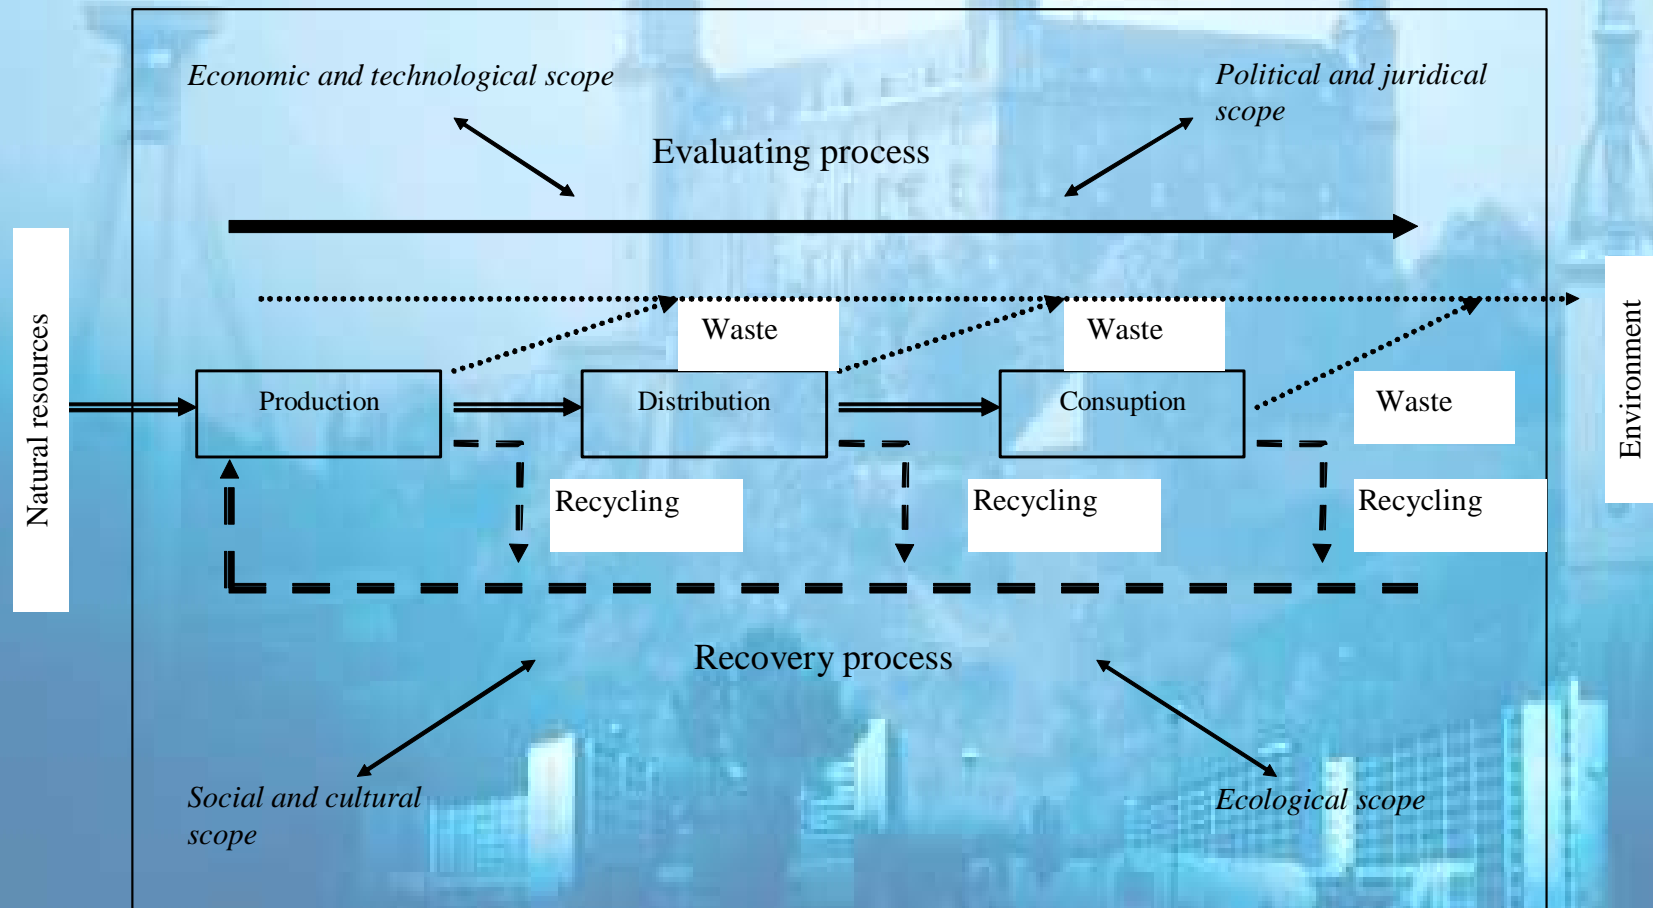 Economic and technological scope
Political and juridical
scope
Evaluating process
Natural resources
Environment
Waste
Waste
Waste
Production
Distribution
Consuption
Recycling
Recycling
Recycling
Recovery process
Social and cultural
scope
Ecological scope